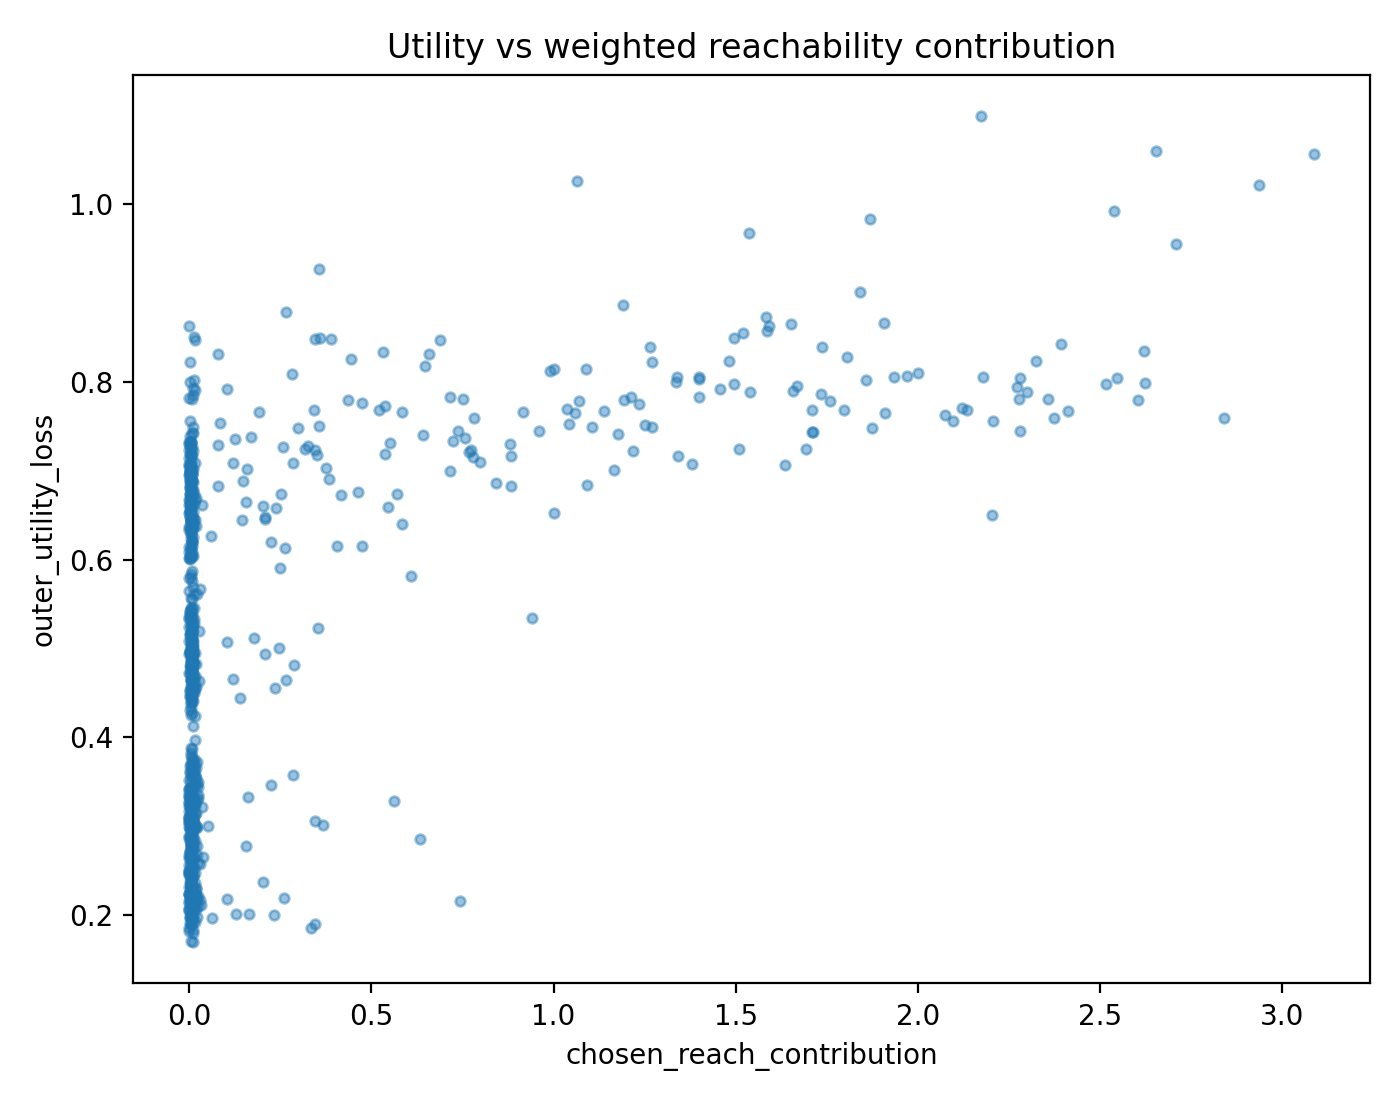 Utility vs weighted reachability contribution
outer_utility_loss
1.0
0.8
0.6
0.4
0.2
0.0 0.5 1.0 1.5 2.0 2.5 3.0
chosen_reach_contribution